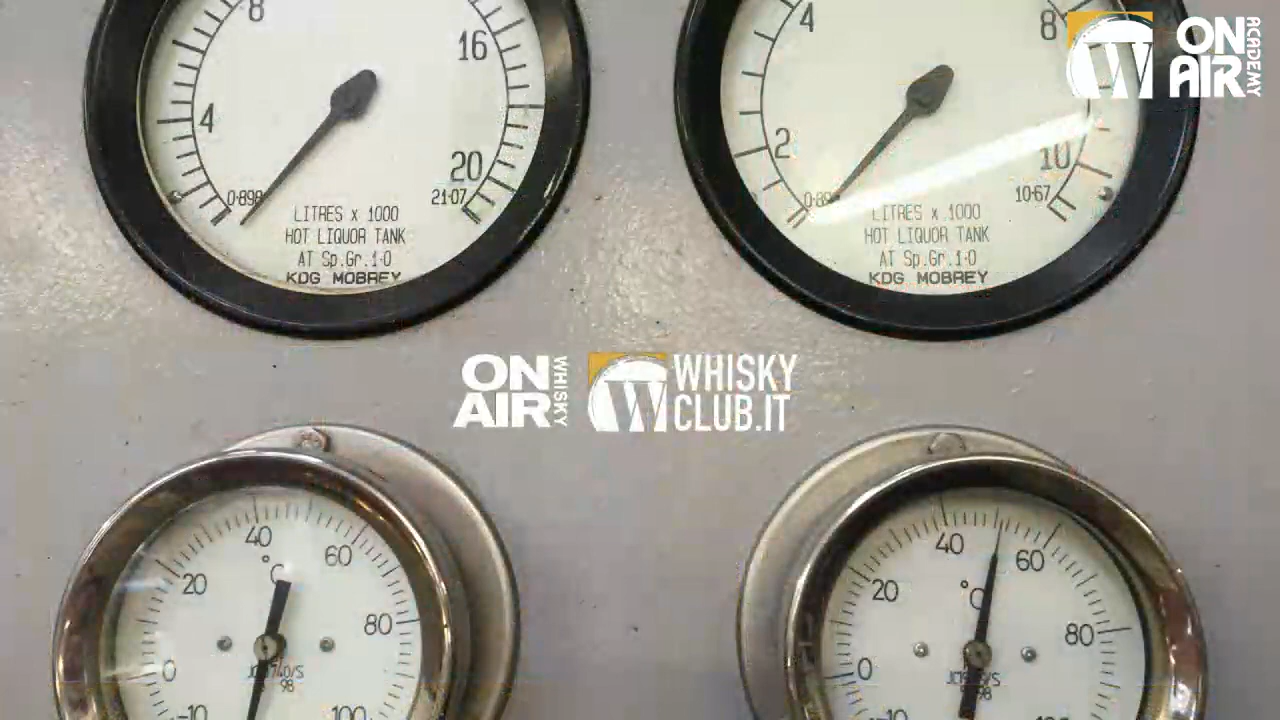 8
16
4
20
0·898
21·07
LITRES x 1000
HOT LIQUOR TANK
AT Sp.Gr.1·0
KDG MOBREY
4
8
2
10
10·67
LITRES x 1000
HOT LIQUOR TANK
AT Sp.Gr.1·0
KDG MOBREY
W
ON
AIR
ACADEMY
ON
AIR
WHISKY
W
WHISKY
CLUB.IT
40
60
°C
20
80
0
-10
100
98
40
60
°C
20
80
0
-10